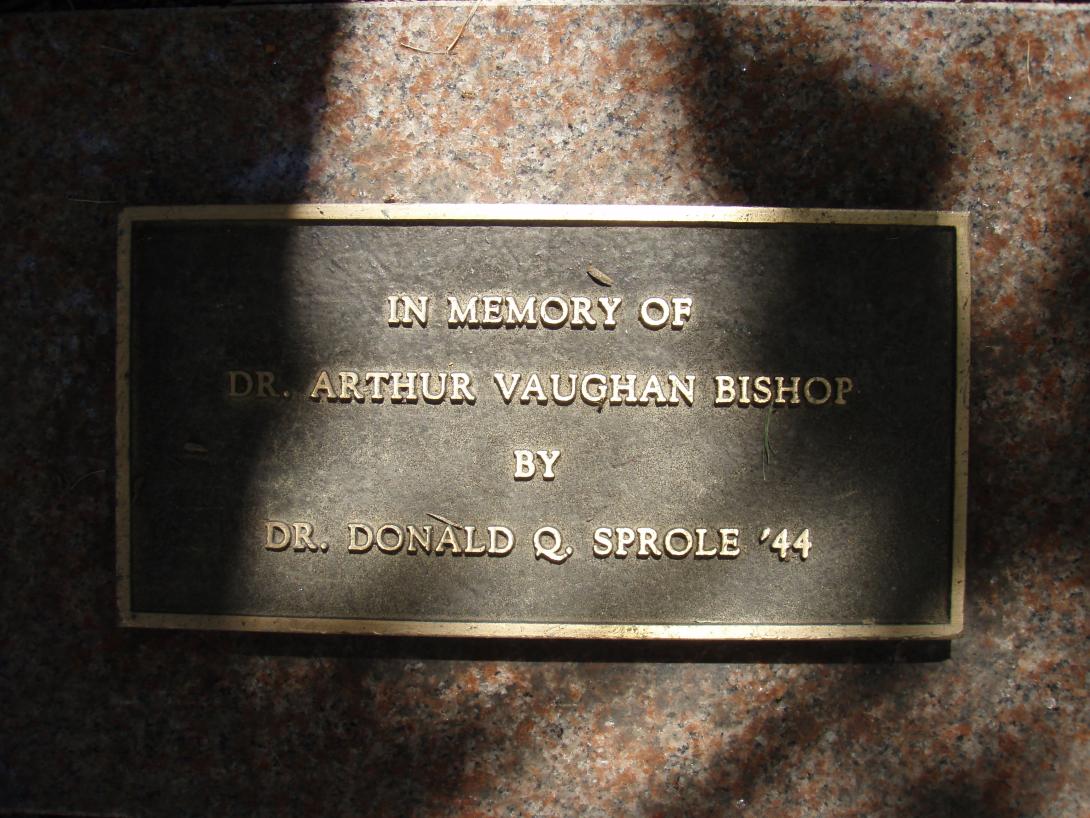 IN MEMORY OF
DR. ARTHUR VAUGHAN BISHOP
BY
DR. DONALD Q. SPROLE '44